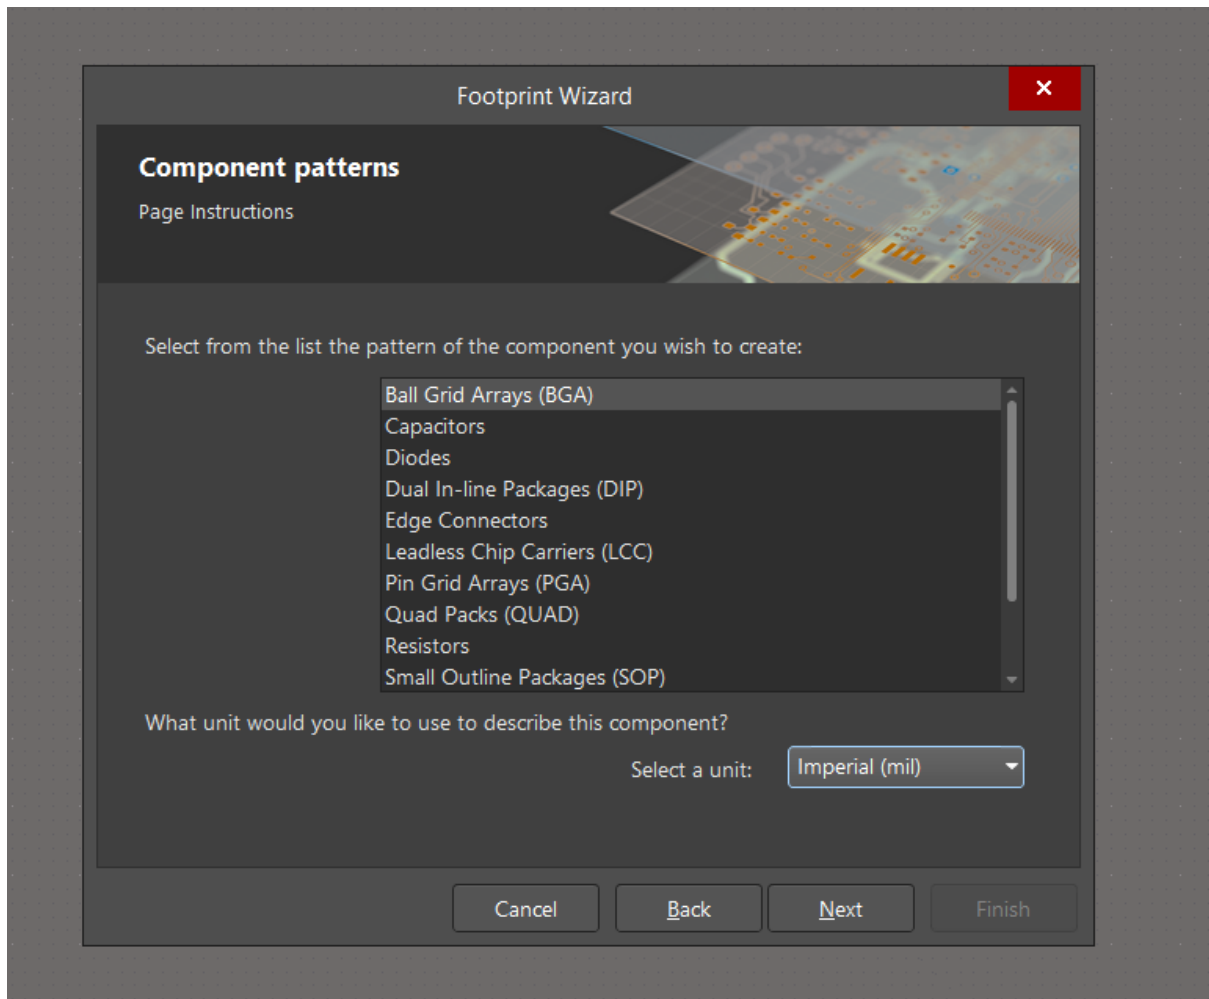 Footprint Wizard
Component patterns
Page Instructions
Select from the list the pattern of the component you wish to create:
Ball Grid Arrays (BGA)
Capacitors
Diodes
Dual In-line Packages (DIP)
Edge Connectors
Leadless Chip Carriers (LCC)
Pin Grid Arrays (PGA)
Quad Packs (QUAD)
Resistors
Small Outline Packages (SOP)
What unit would you like to use to describe this component?
Select a unit: Imperial (mil)
Cancel Back Next Finish